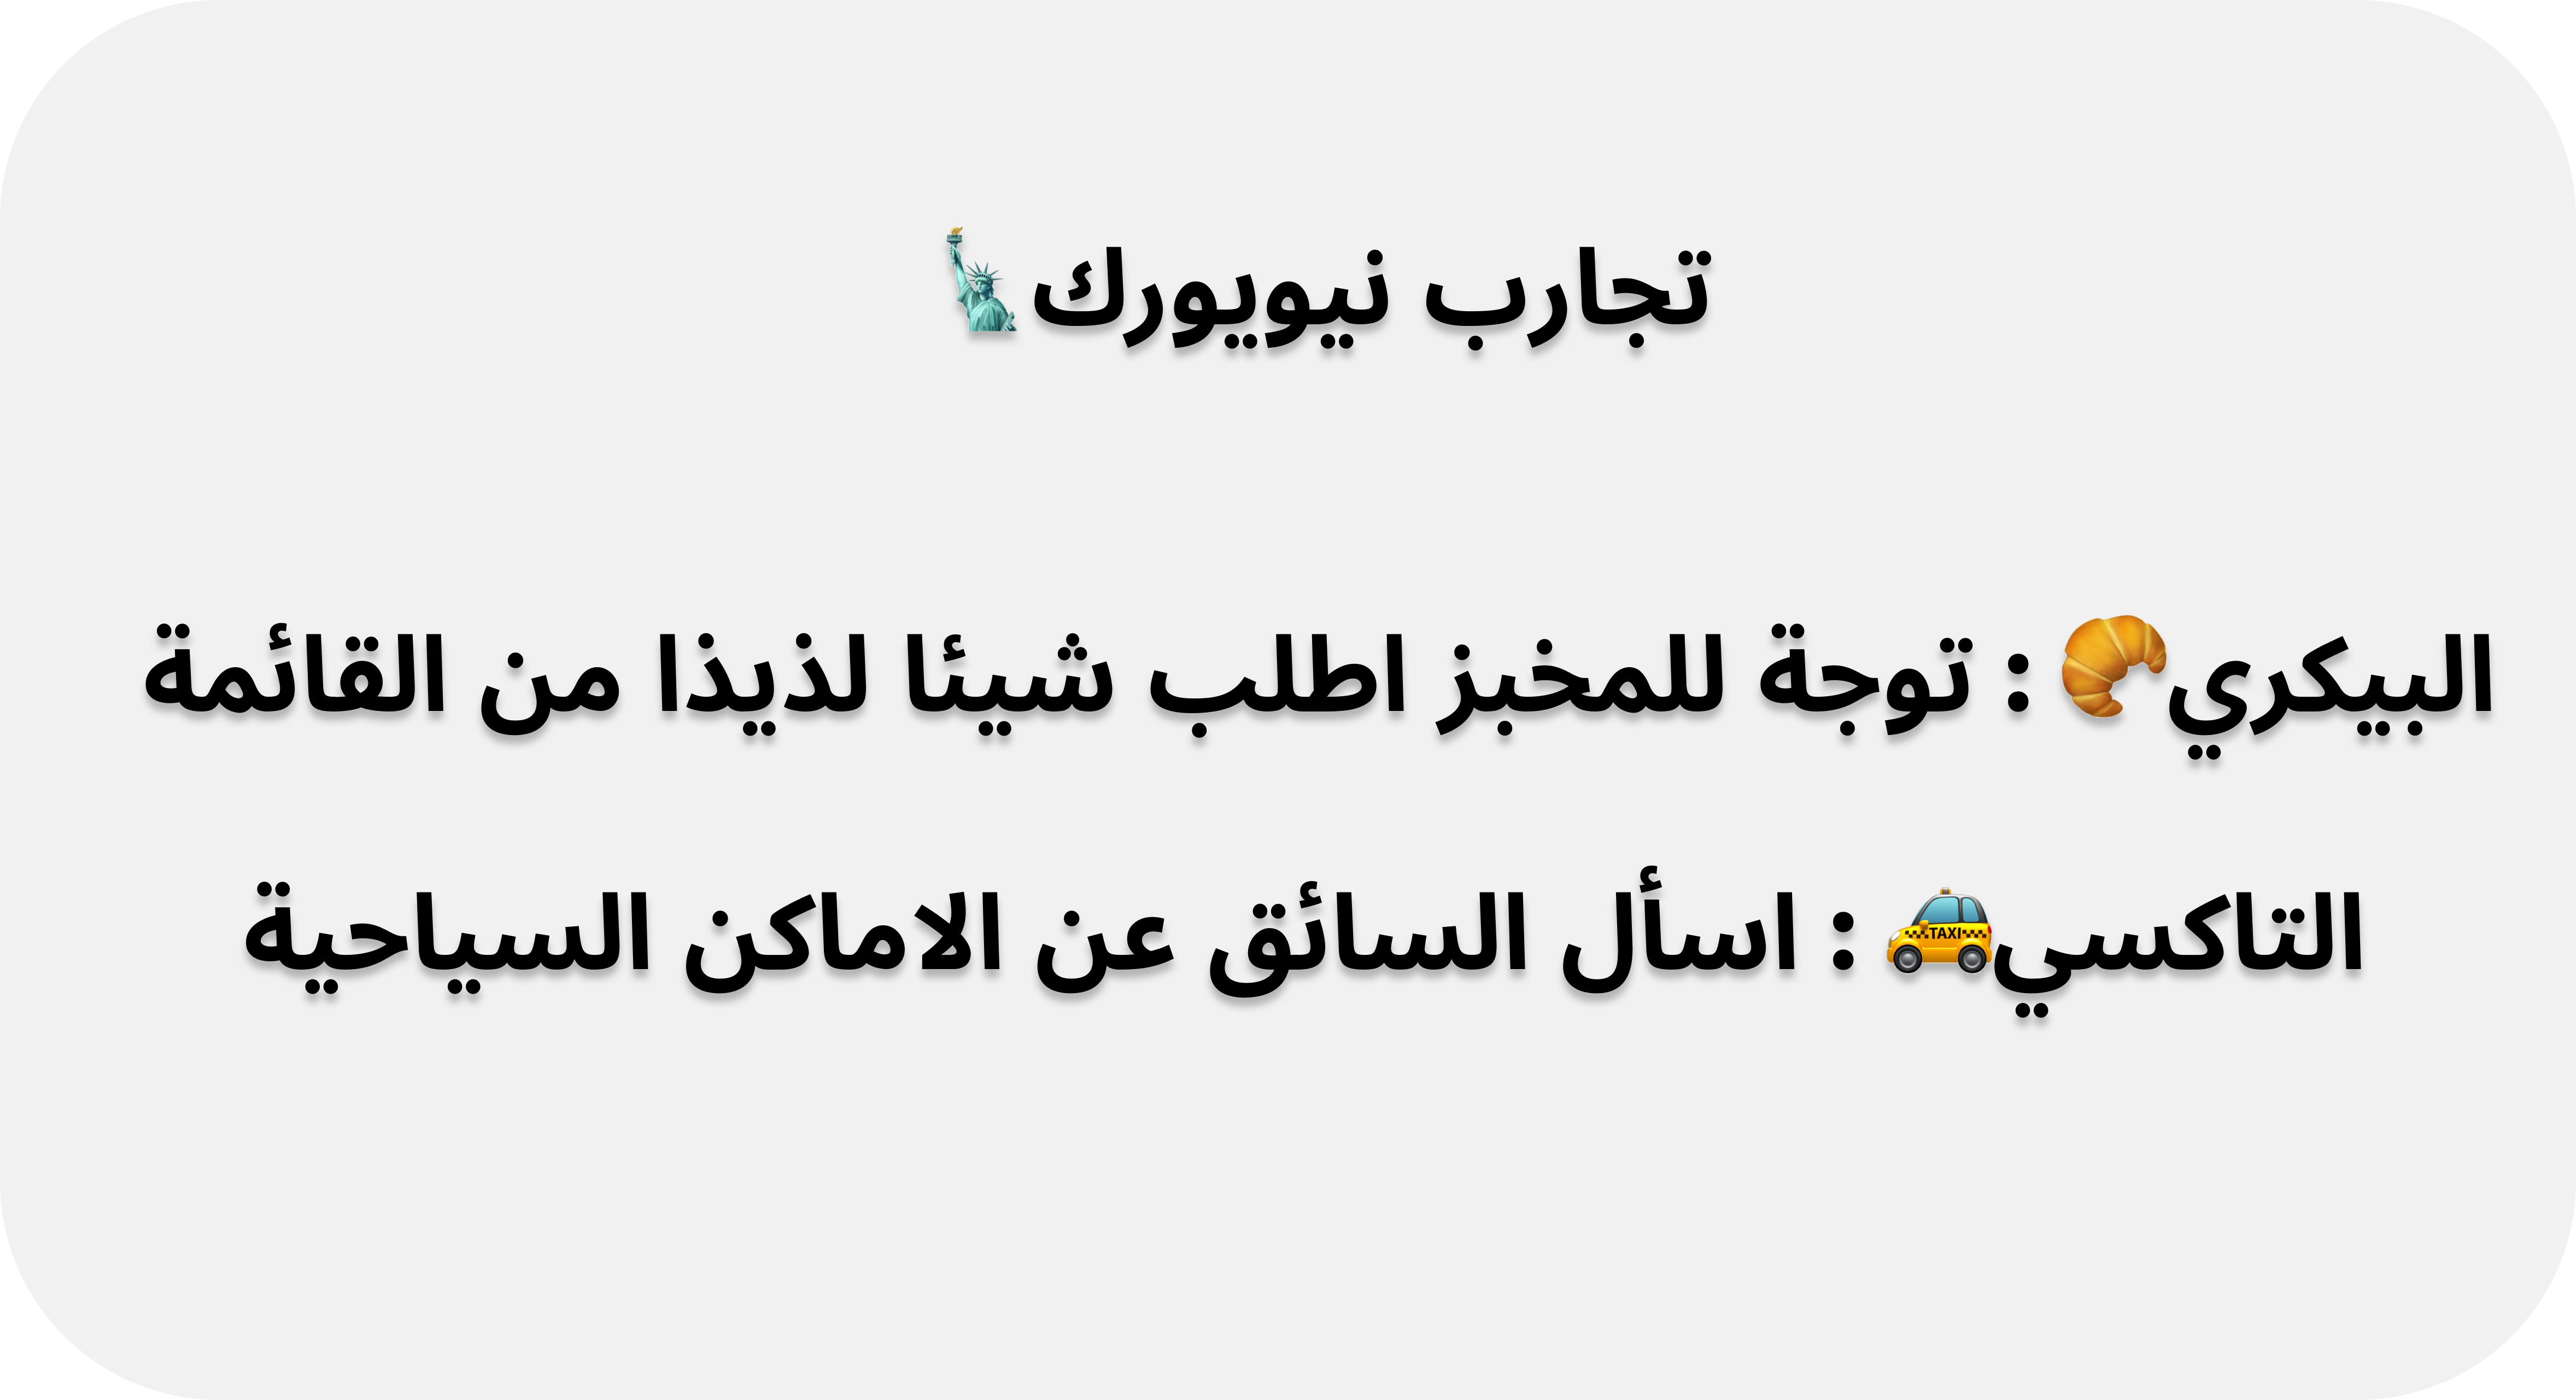 تجارب نيويورك🗽
البيكري🥐 : توجة للمخبز اطلب شيئا لذيذا من القائمة
التاكسي🚕 : اسأل السائق عن الاماكن السياحية